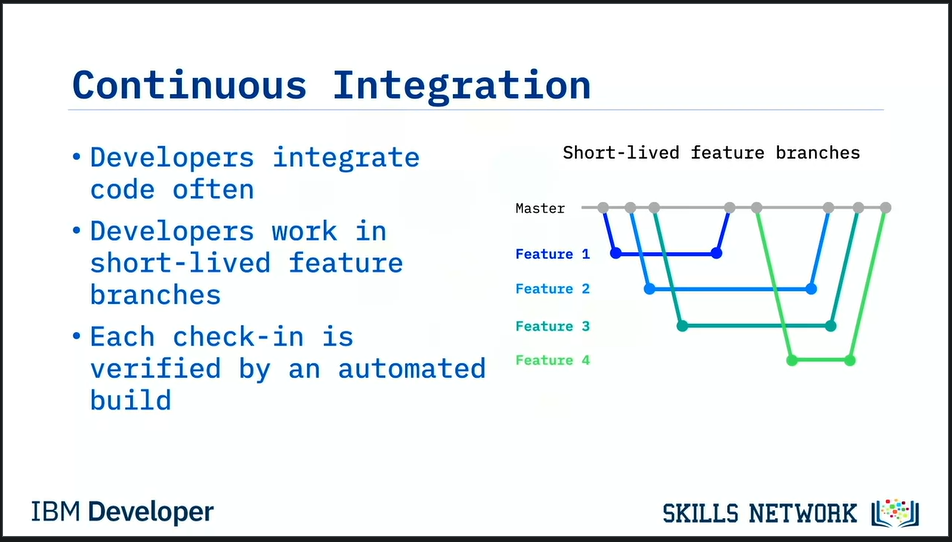 Continuous Integration
• Developers integrate
code often
• Developers work in
short-lived feature
branches
• Each check-in is
verified by an automated
build
Short-lived feature branches
Master
Feature 1
Feature 2
Feature 3
Feature 4
IBM Developer
SKILLS NETWORK